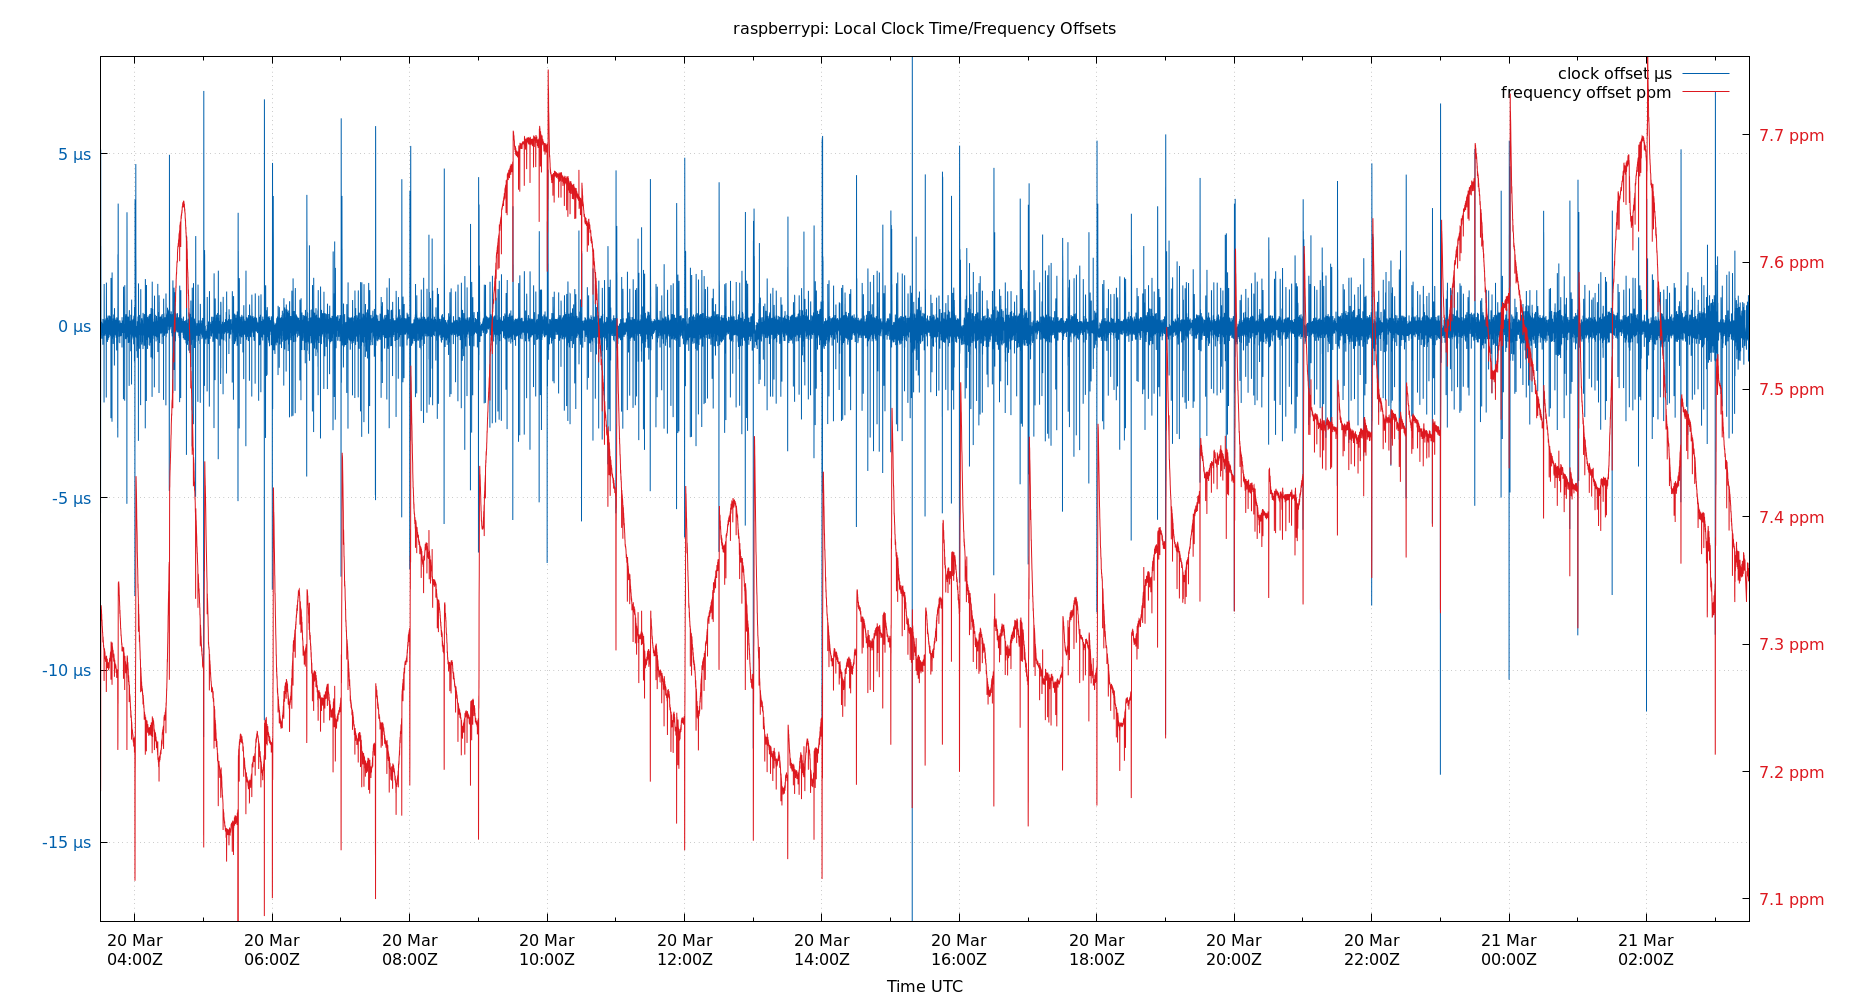 raspberrypi: Local Clock Time/Frequency Offsets
clock offset µs
frequency offset ppm
5 µs
0 µs
-5 µs
-10 µs
-15 µs
7.7 ppm
7.6 ppm
7.5 ppm
7.4 ppm
7.3 ppm
7.2 ppm
7.1 ppm
20 Mar 20 Mar 20 Mar 20 Mar 20 Mar 20 Mar 20 Mar 20 Mar 20 Mar 20 Mar 21 Mar 21 Mar
04:00Z 06:00Z 08:00Z 10:00Z 12:00Z 14:00Z 16:00Z 18:00Z 20:00Z 22:00Z 00:00Z 02:00Z
Time UTC